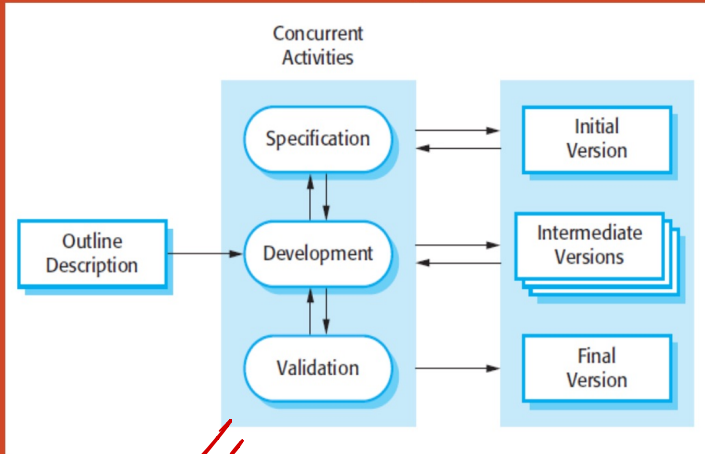 Concurrent
Activities
Specification
Initial
Version
Outline
Description
Development
Intermediate
Versions
Validation
Final
Version